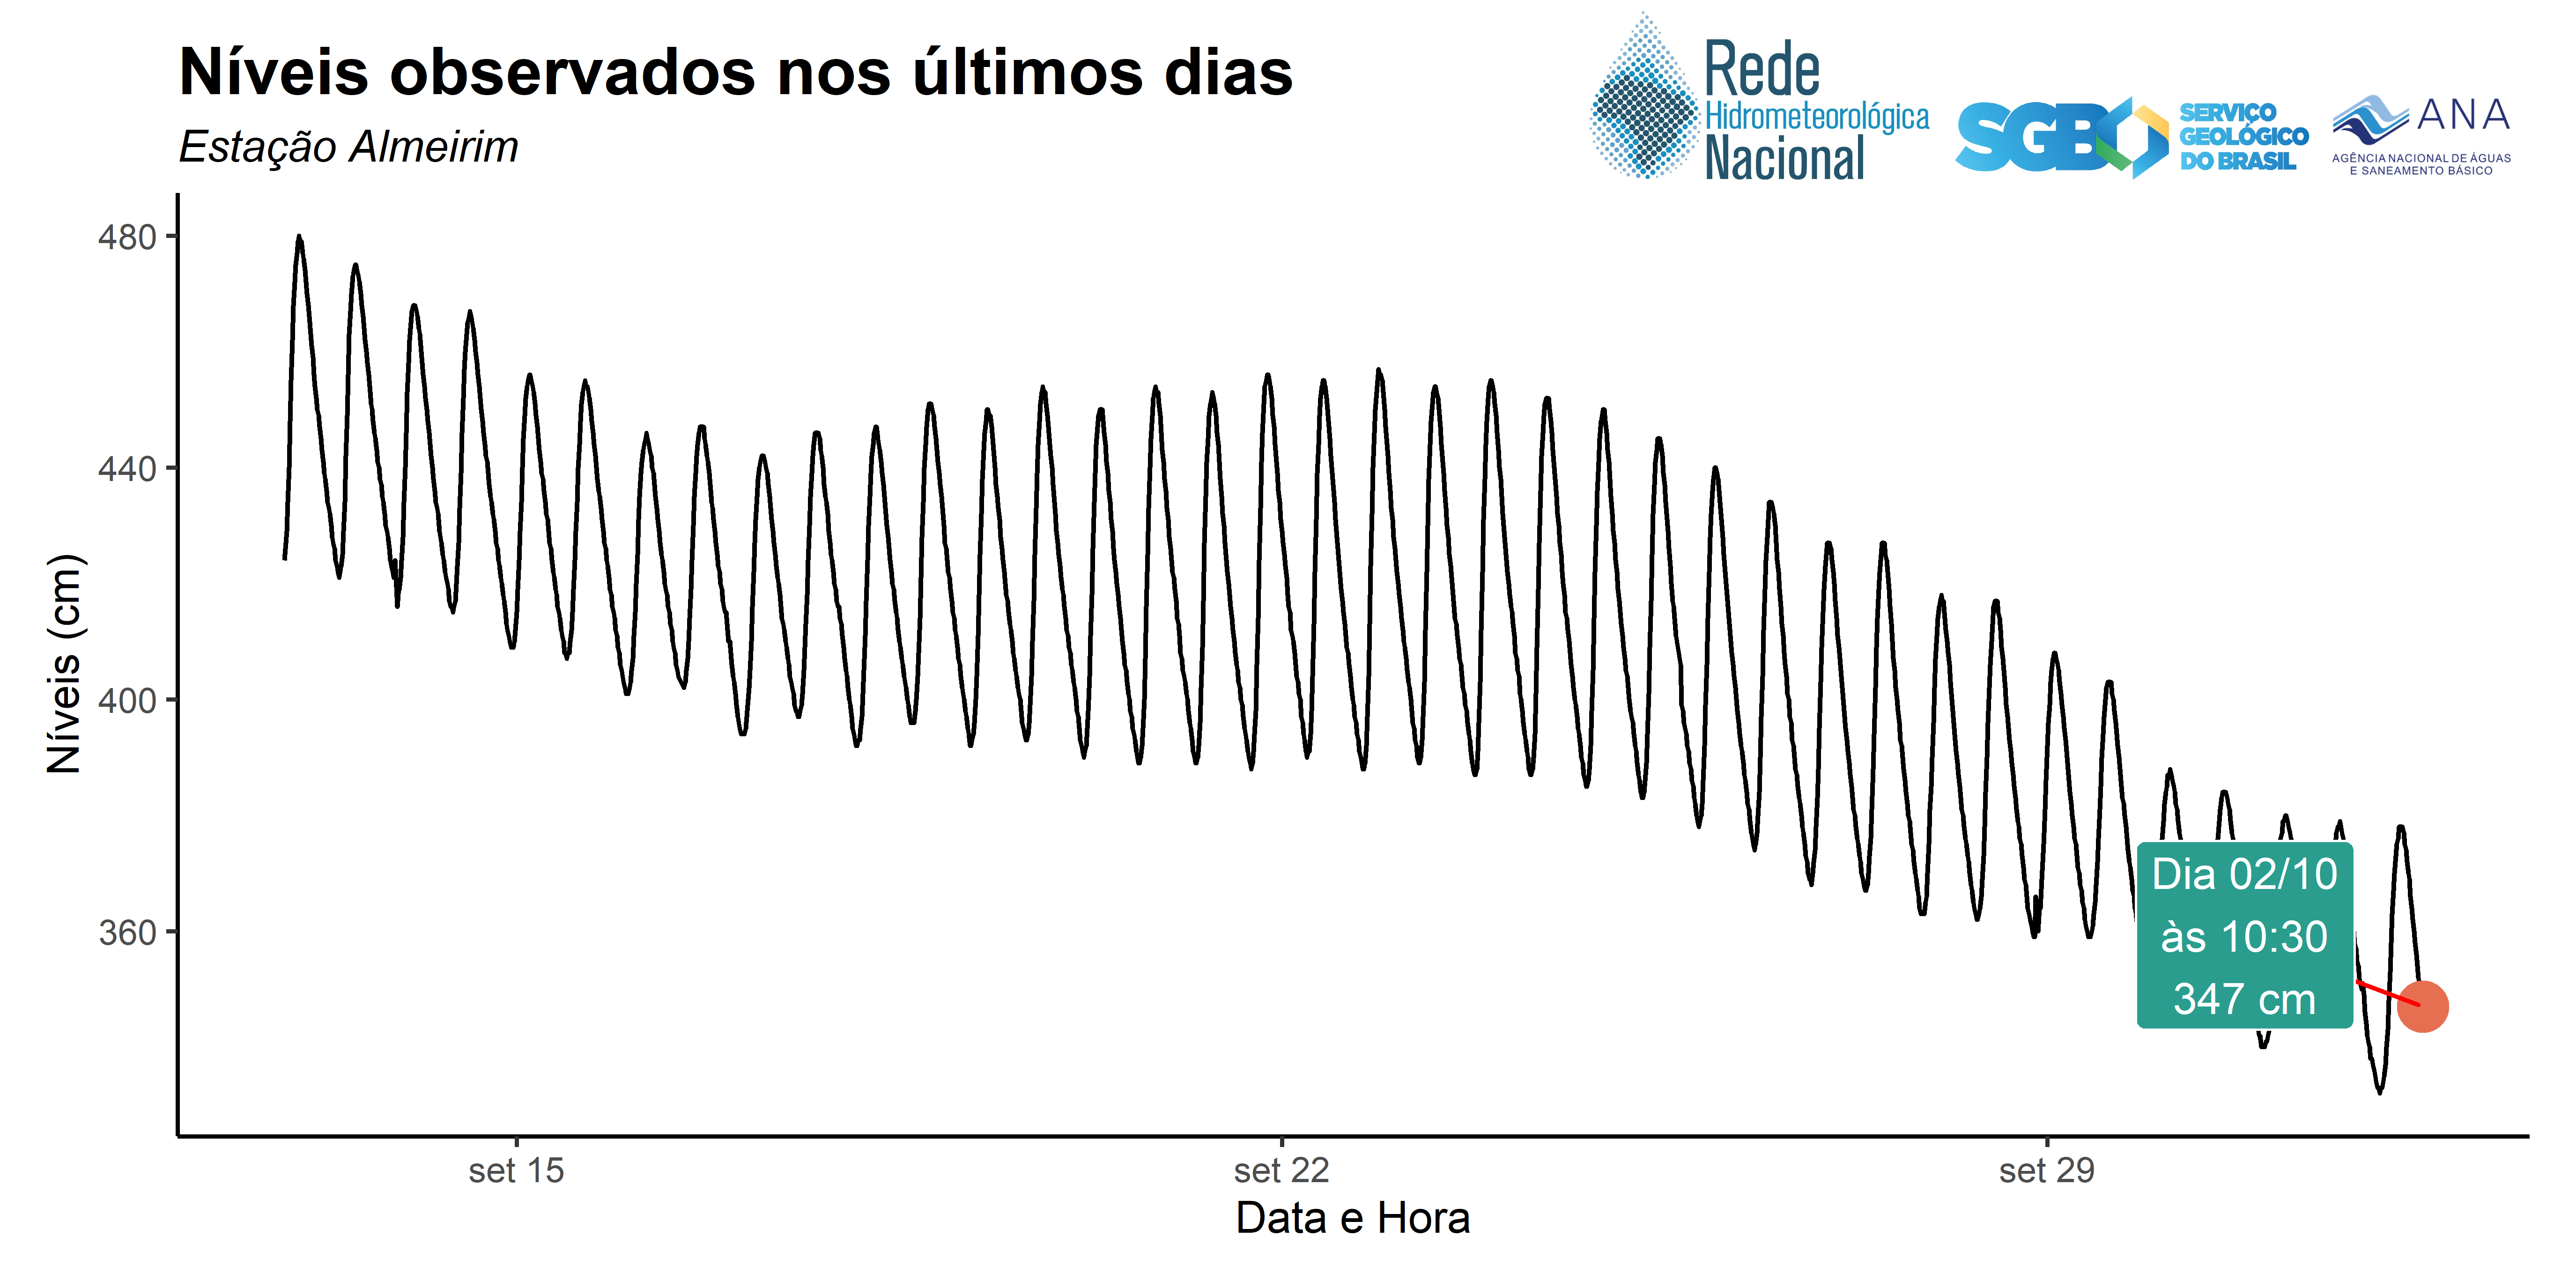 Níveis observados nos últimos dias
Estação Almeirim
Rede
Hidrometeorológica
Nacional
SGB
SERVIÇO
GEOLÓGICO
DO BRASIL
ANA
AGÊNCIA NACIONAL DE ÁGUAS
E SANEAMENTO BÁSICO
Níveis (cm)
480
440
400
360
Dia 02/10
às 10:30
347 cm
set 15
set 22
set 29
Data e Hora